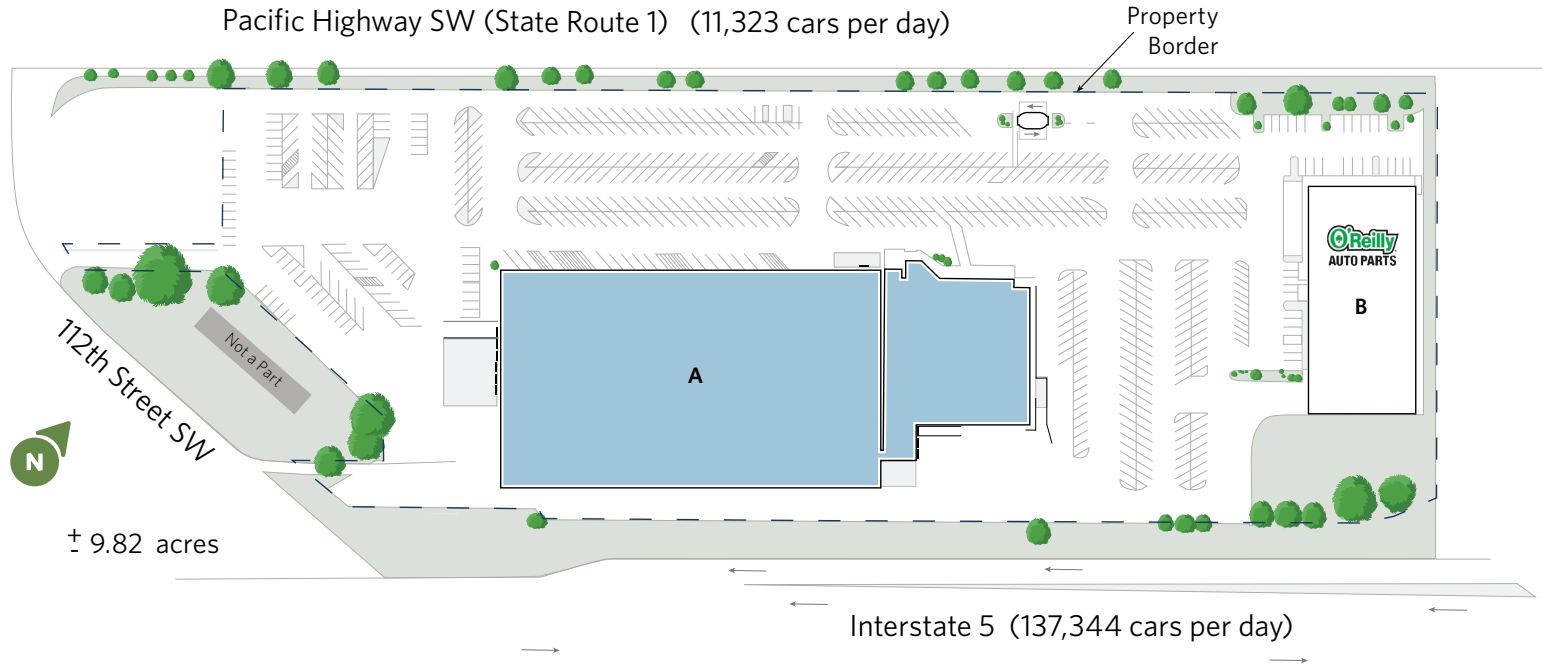 Pacific Highway SW (State Route 1) (11,323 cars per day)
Property
Border
O'Reilly
AUTO PARTS
B
A
Not a Part
112th Street SW
N
± 9.82 acres
Interstate 5 (137,344 cars per day)